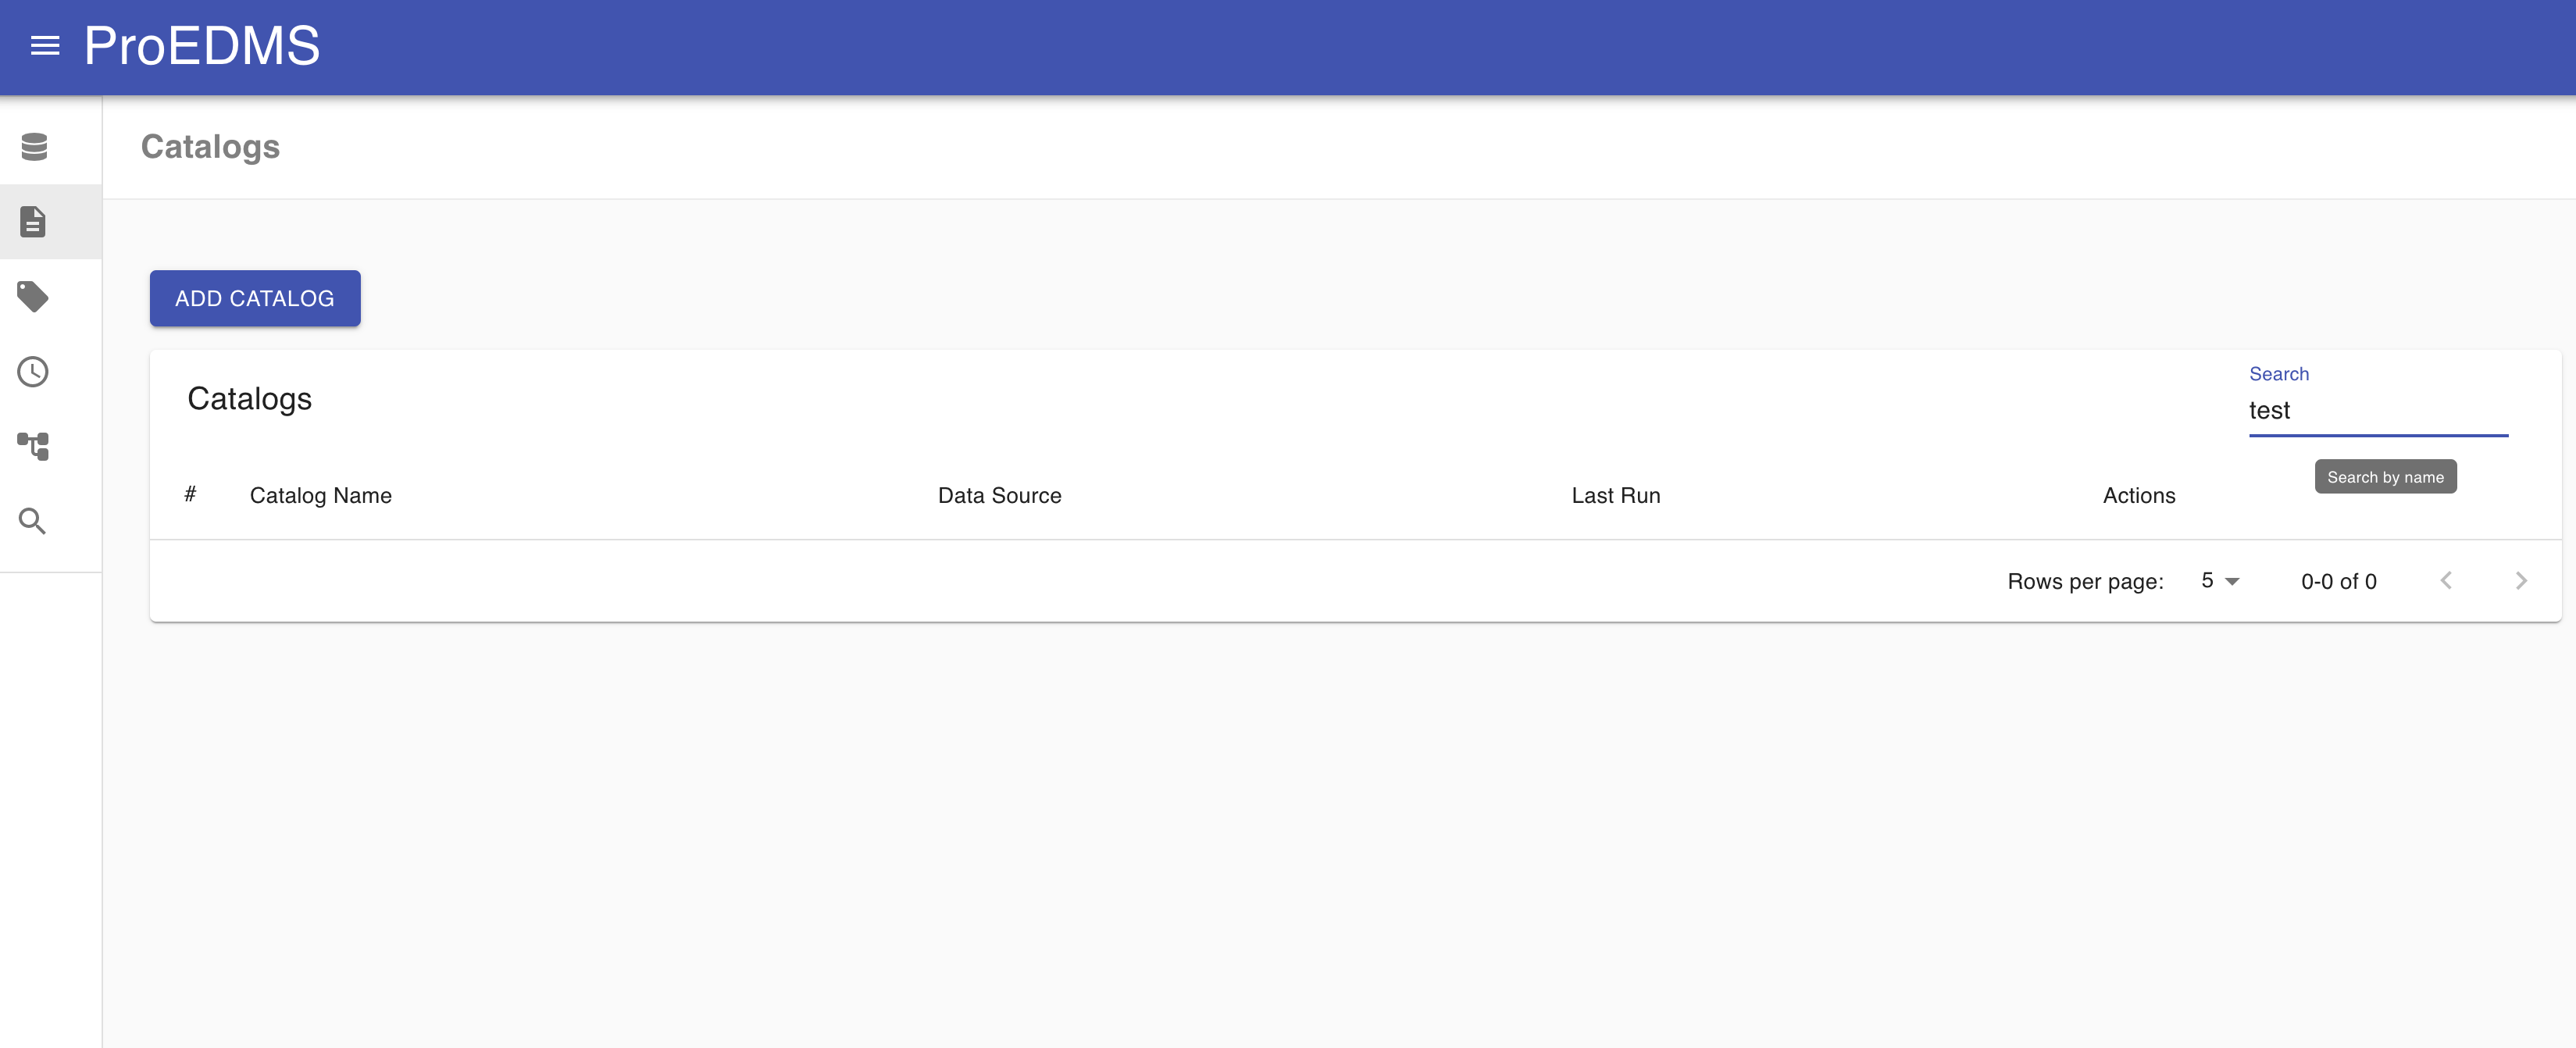 ProEDMS
Catalogs
ADD CATALOG
Catalogs
Search
test
Search by name
# Catalog Name Data Source Last Run Actions
Rows per page: 5 0-0 of 0